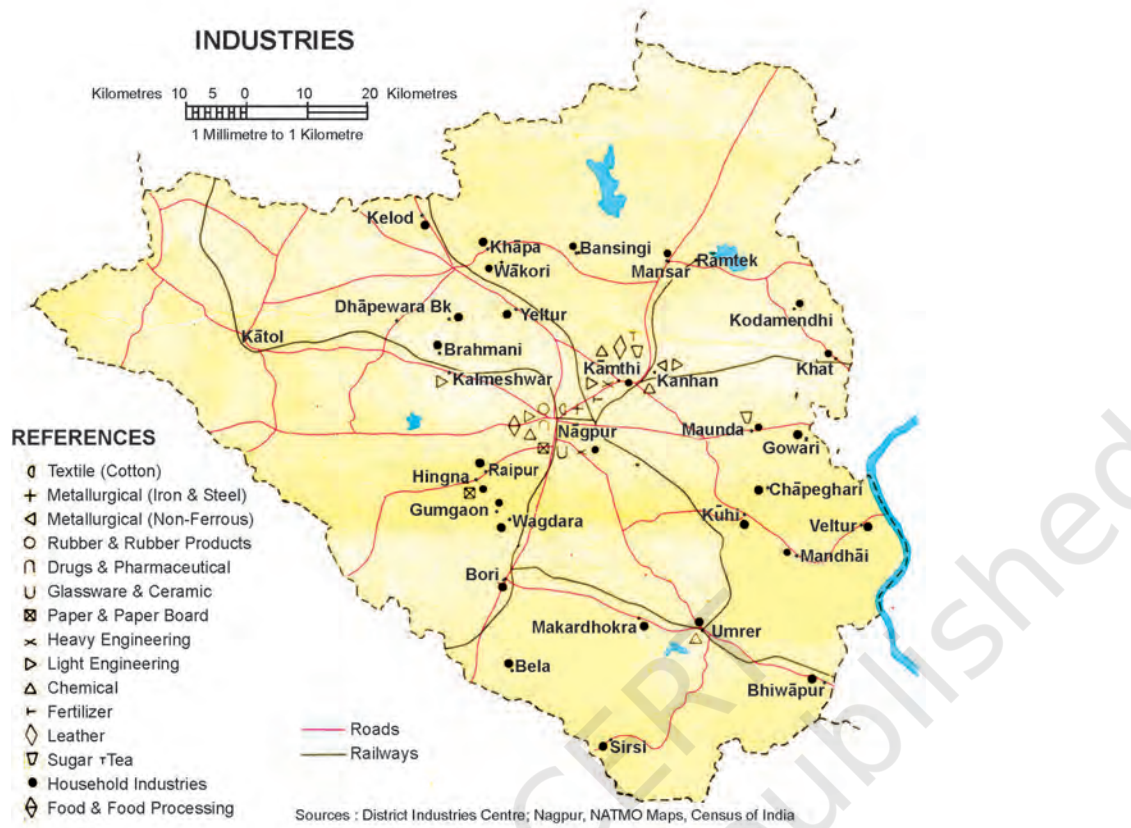 INDUSTRIES
Kilometres 10 5 0 10 20 Kilometres
1 Millimetre to 1 Kilometre
Kelod
Khāpa
Bansingi
Wākori
Mansar
Rāmtek
Dhāpewara Bk
Yeltur
Kodamendhi
Kātol
Brahmani
Kāmthi
Khat
Kalmeshwar
Kanhan
Nāgpur
Maunda
Gowari
Hingna
Raipur
Chāpeghari
Gumgaon
Wagdara
Kūhi
Veltur
Mandhāi
Bori
Makardhokra
Umrer
Bela
Bhiwāpur
Sirsi
REFERENCES
Textile (Cotton)
Metallurgical (Iron & Steel)
Metallurgical (Non-Ferrous)
Rubber & Rubber Products
Drugs & Pharmaceutical
Glassware & Ceramic
Paper & Paper Board
Heavy Engineering
Light Engineering
Chemical
Fertilizer
Leather
Sugar ┬Tea
Household Industries
Food & Food Processing
Roads
Railways
Sources : District Industries Centre; Nagpur, NATMO Maps, Census of India